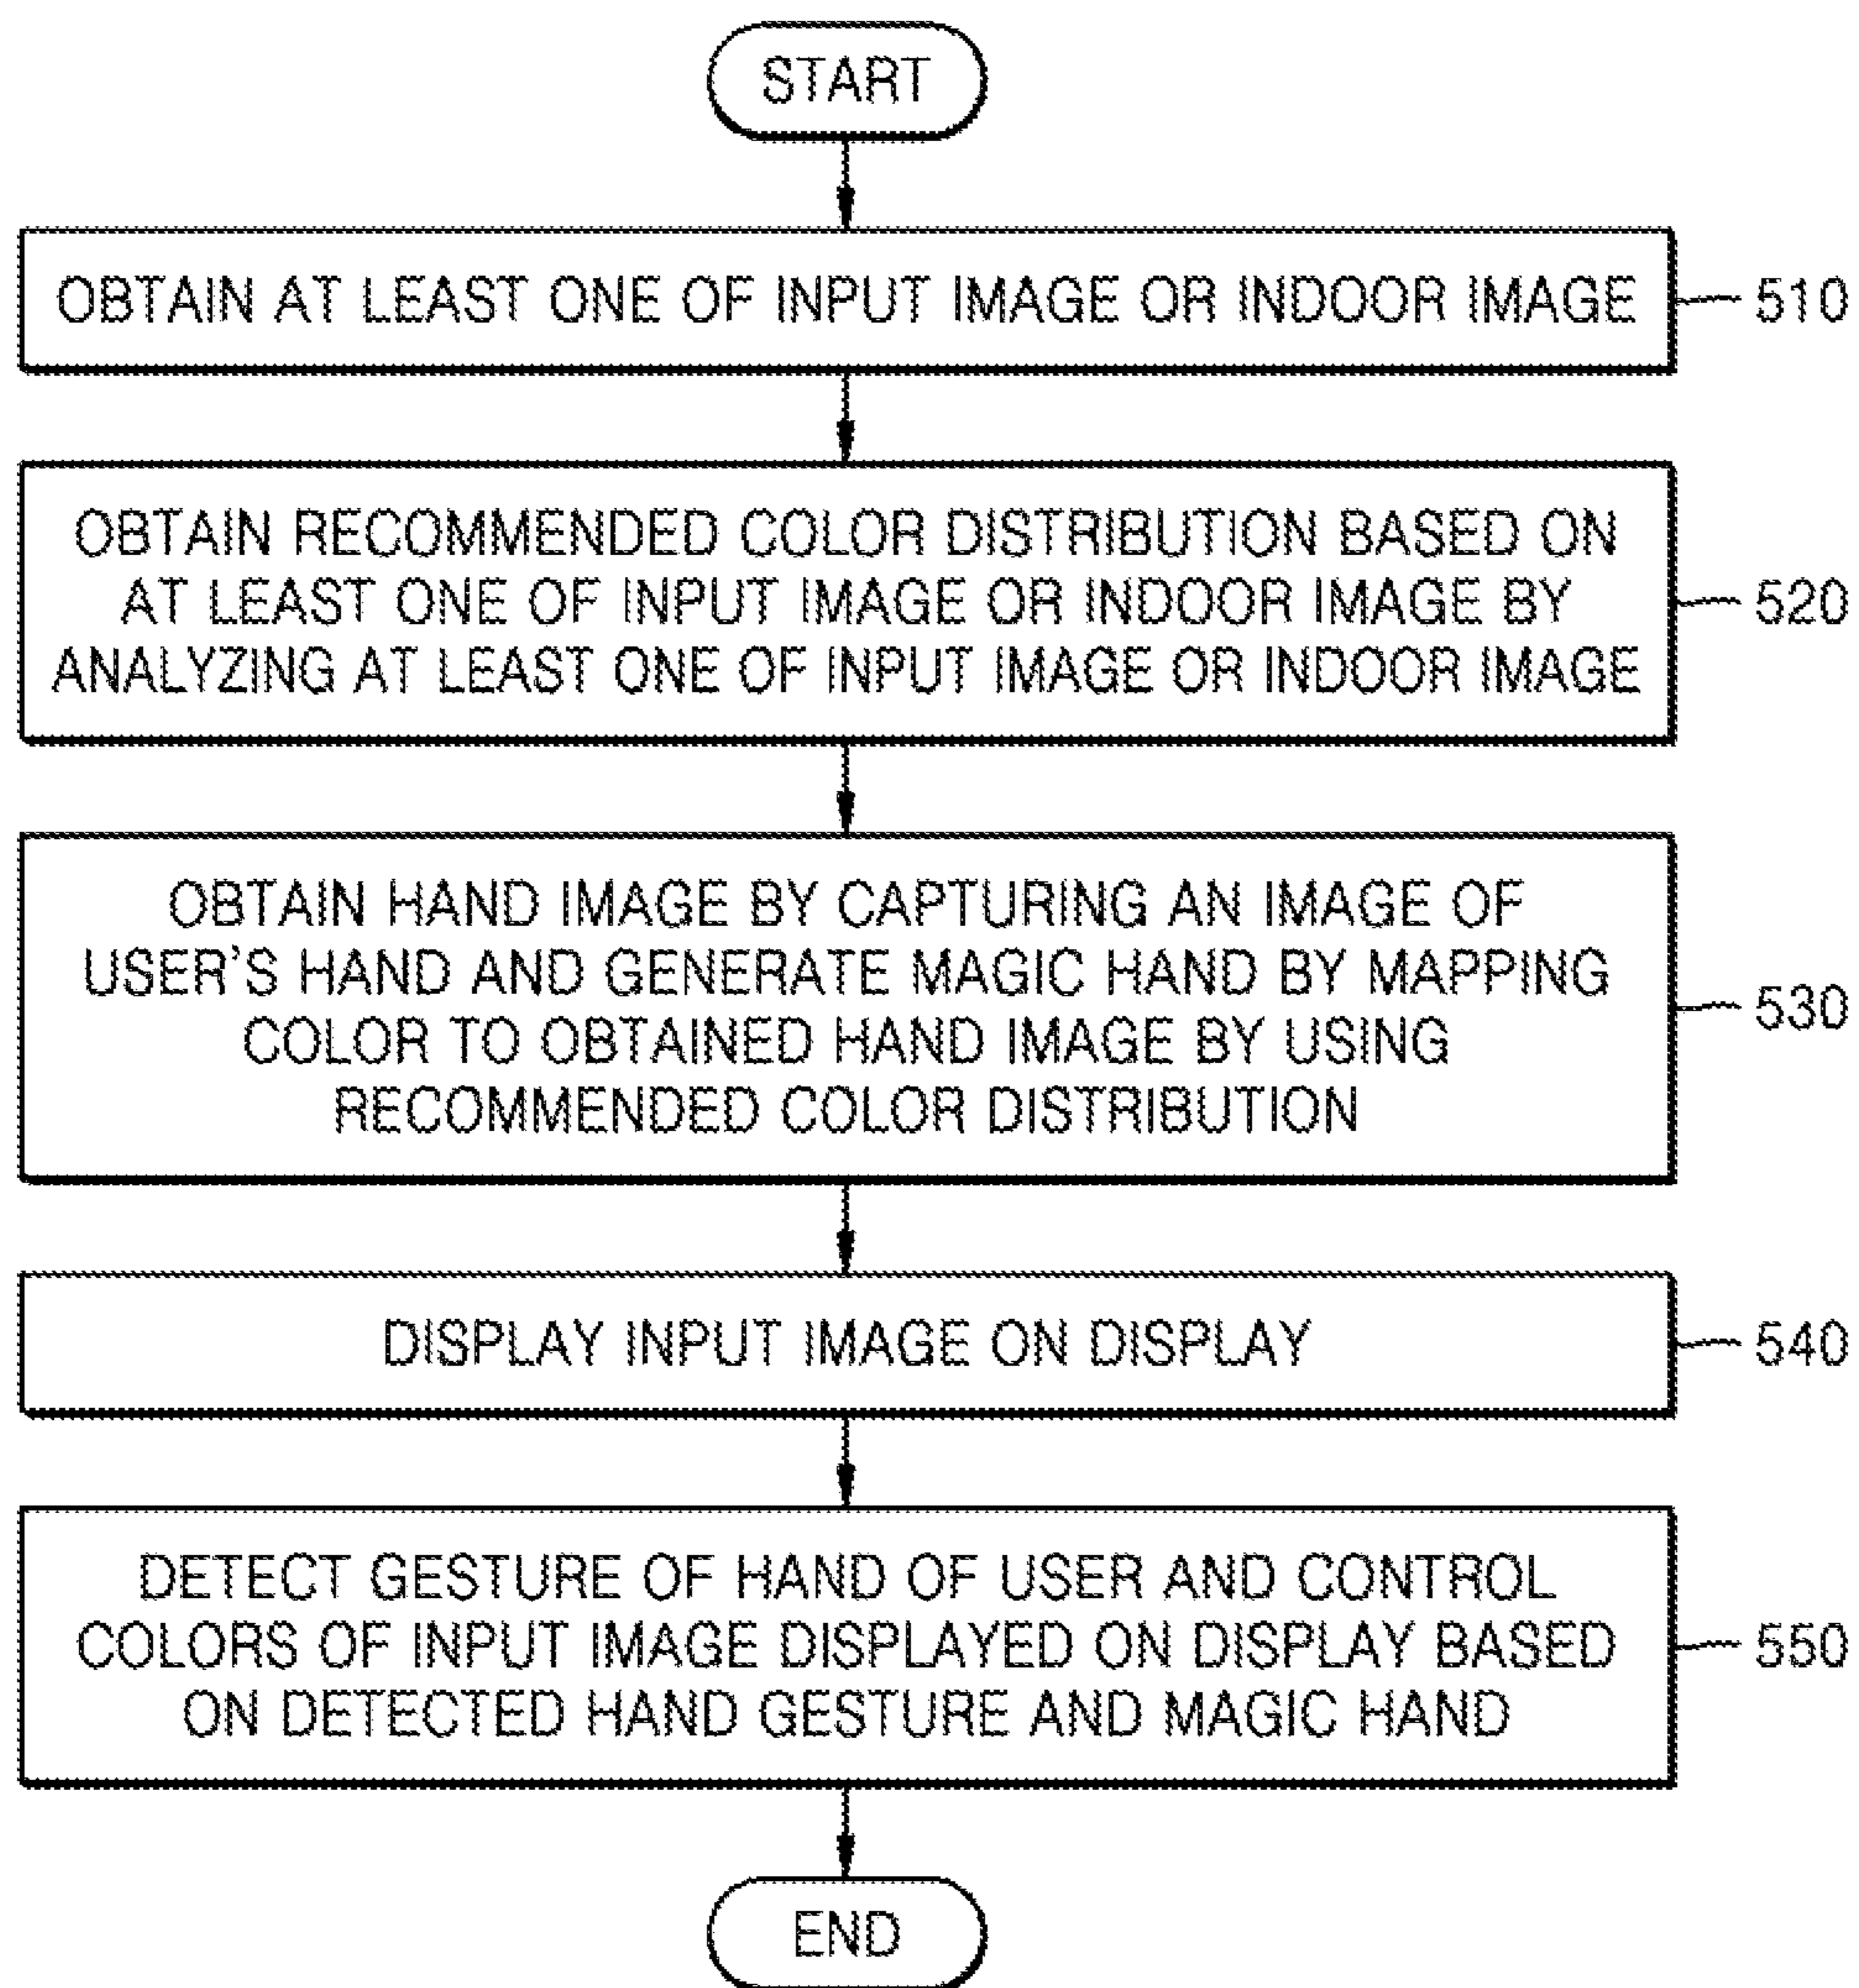 START
OBTAIN AT LEAST ONE OF INPUT IMAGE OR INDOOR IMAGE
510
OBTAIN RECOMMENDED COLOR DISTRIBUTION BASED ON
AT LEAST ONE OF INPUT IMAGE OR INDOOR IMAGE BY
ANALYZING AT LEAST ONE OF INPUT IMAGE OR INDOOR IMAGE
520
OBTAIN HAND IMAGE BY CAPTURING AN IMAGE OF
USER'S HAND AND GENERATE MAGIC HAND BY MAPPING
COLOR TO OBTAINED HAND IMAGE BY USING
RECOMMENDED COLOR DISTRIBUTION
530
DISPLAY INPUT IMAGE ON DISPLAY
540
DETECT GESTURE OF HAND OF USER AND CONTROL
COLORS OF INPUT IMAGE DISPLAYED ON DISPLAY BASED
ON DETECTED HAND GESTURE AND MAGIC HAND
550
END